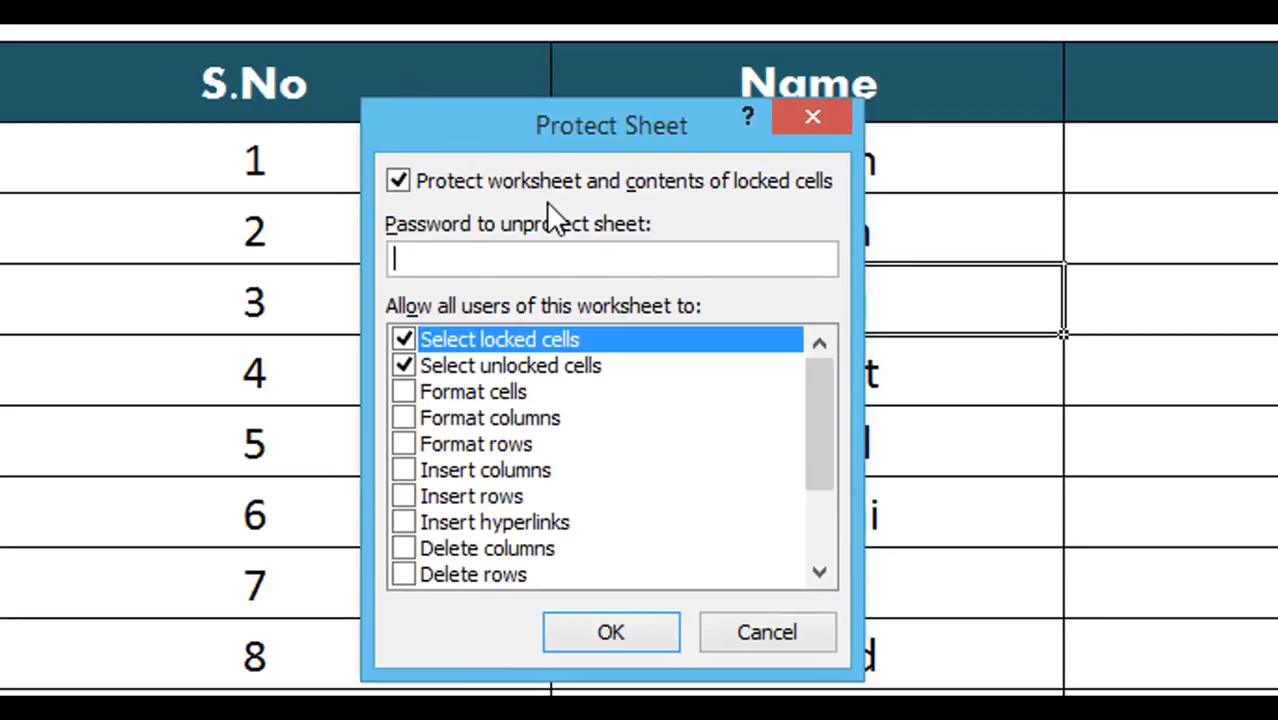 S.No Name
Protect Sheet ?
Protect worksheet and contents of locked cells
Password to unprotect sheet:
Allow all users of this worksheet to:
Select locked cells
Select unlocked cells
Format cells
Format columns
Format rows
Insert columns
Insert rows
Insert hyperlinks
Delete columns
Delete rows
OK Cancel
1
2
3
4 t
5 l
6 i
7
8 d